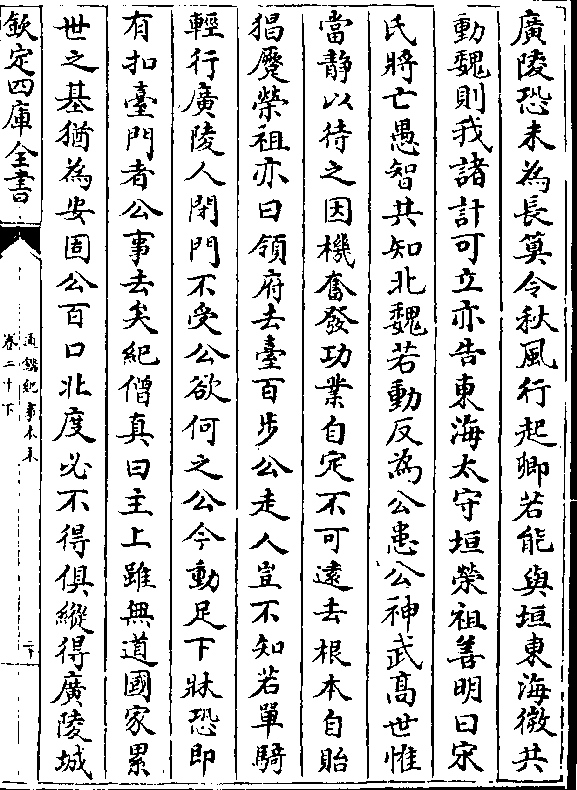 廣陵恐未為長筭今秋風行起卿若能與垣東海微共
動魏則我諸計可立亦告東海太守垣榮祖善明曰宋
氏將亡愚智共知北魏若動反為公患公神武髙世惟
當静以待之因機奮發功業自定不可遠去根本自貽
猖蹷榮祖亦曰領府去臺百步公走人豈不知若單騎
輕行廣陵人閉門不受公欲何之公今動足下牀恐即
有扣臺門者公事去矣紀僧真曰主上雖無道國家累
世之基猶為安固公百口北度必不得俱縱得廣陵城
欽定四庫全書
通鑑紀事本末
卷二十下